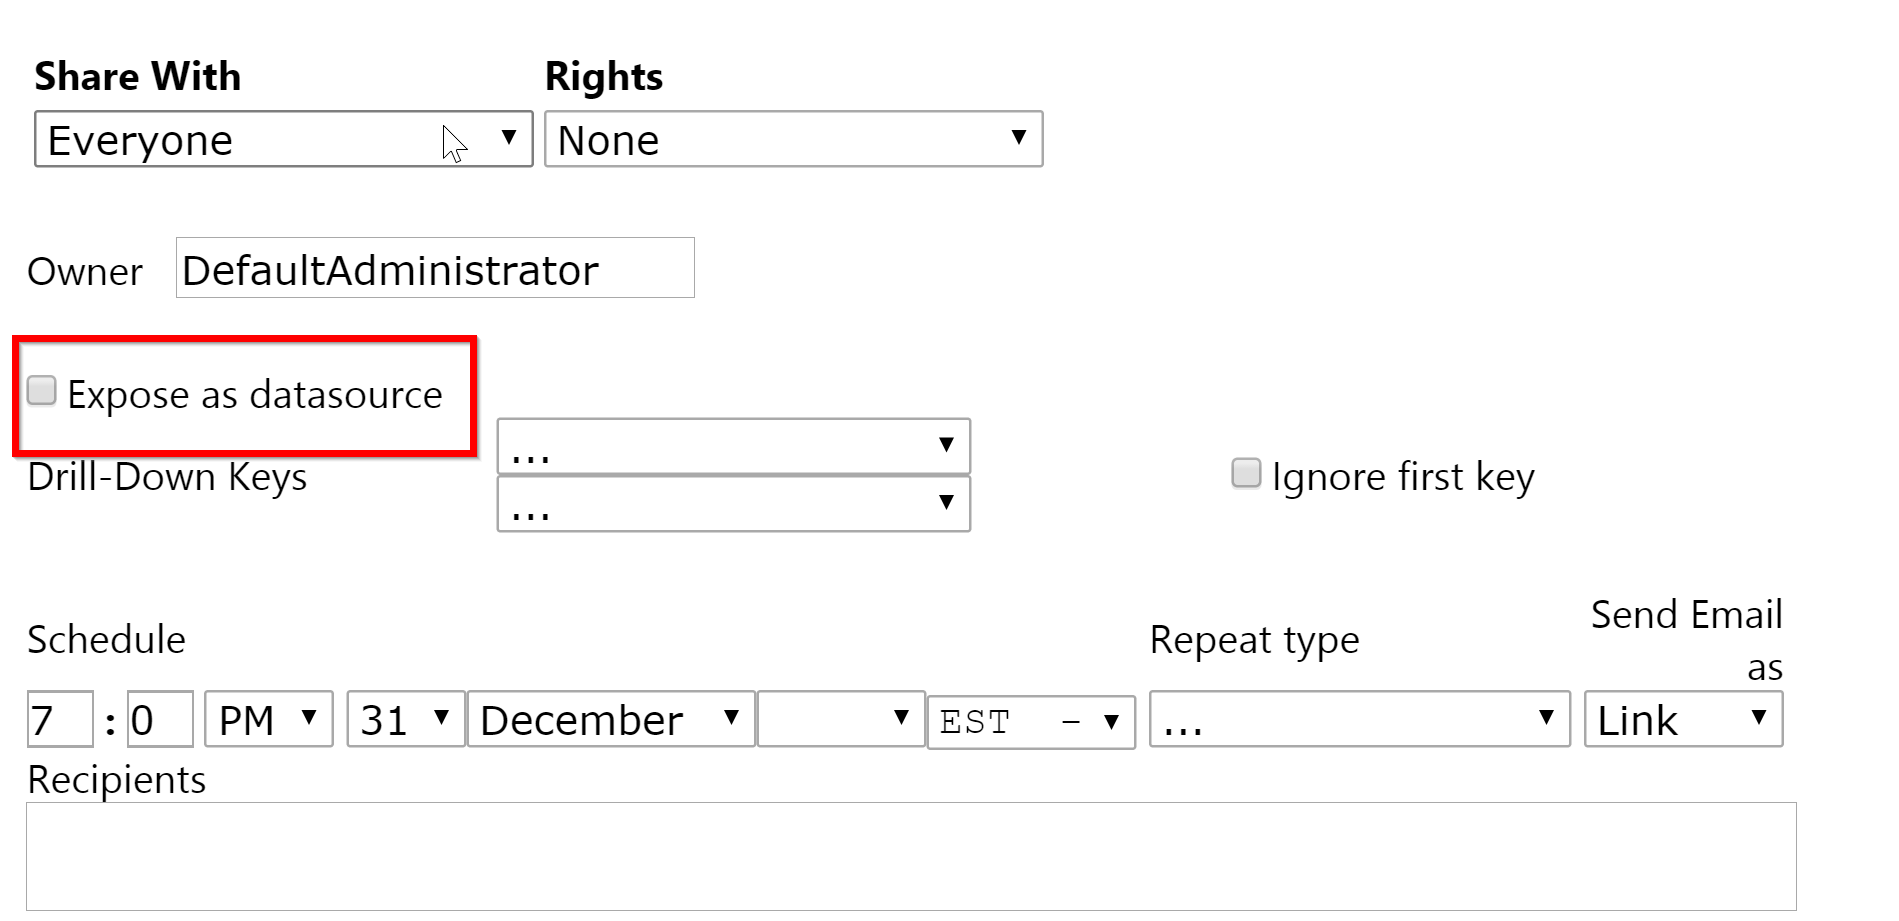 Share With Rights
Everyone None
Owner DefaultAdministrator
Expose as datasource
...
Drill-Down Keys Ignore first key
...
Schedule Repeat type Send Email as
7 : 0 PM 31 December EST - ... Link
Recipients